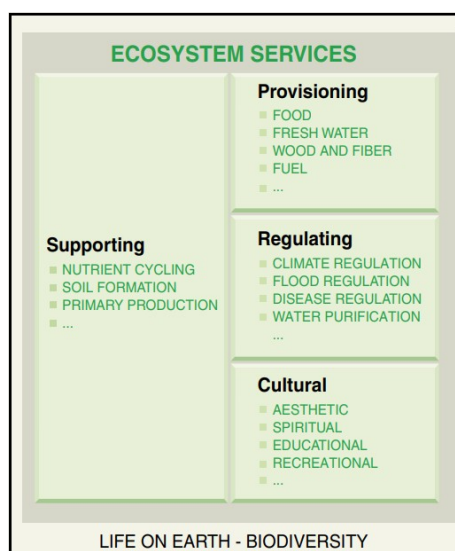 ECOSYSTEM SERVICES
Supporting
NUTRIENT CYCLING
SOIL FORMATION
PRIMARY PRODUCTION
...
Provisioning
FOOD
FRESH WATER
WOOD AND FIBER
FUEL
...
Regulating
CLIMATE REGULATION
FLOOD REGULATION
DISEASE REGULATION
WATER PURIFICATION
...
Cultural
AESTHETIC
SPIRITUAL
EDUCATIONAL
RECREATIONAL
...
LIFE ON EARTH - BIODIVERSITY